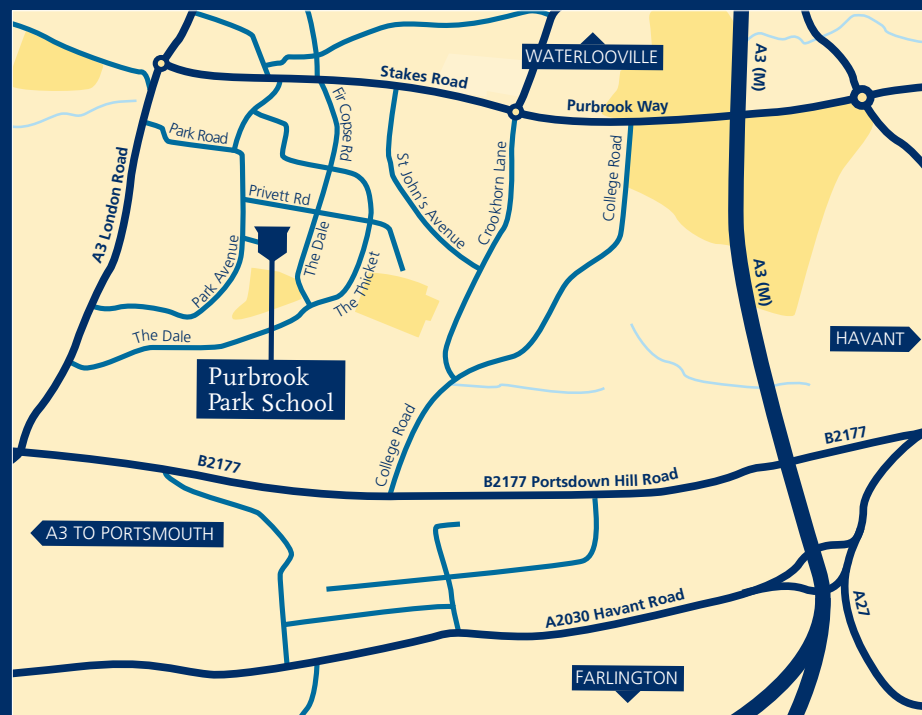 WATERLOOVILLE
A3 (M)
Stakes Road
Purbrook Way
Fir Copse Rd
Park Road
A3 London Road
St John's Avenue
Crookhorn Lane
College Road
Privett Rd
The Dale
Park Avenue
The Thicket
A3 (M)
The Dale
HAVANT
Purbrook
Park School
College Road
B2177
B2177
B2177 Portsdown Hill Road
A3 TO PORTSMOUTH
A2030 Havant Road
A27
FARLINGTON